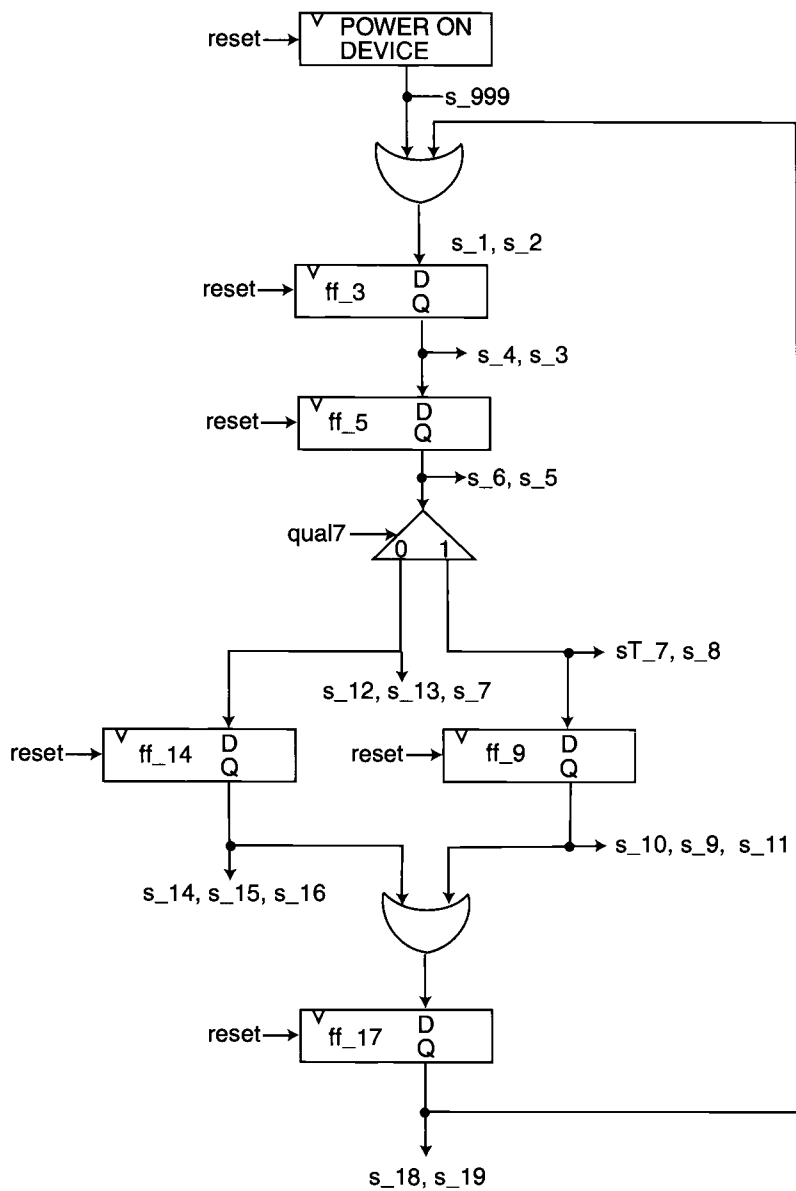 POWER ON
DEVICE
reset
s_999
s_1, s_2
reset
ff_3
D
Q
s_4, s_3
reset
ff_5
D
Q
s_6, s_5
qual7
0
1
sT_7, s_8
s_12, s_13, s_7
reset
ff_14
D
Q
reset
ff_9
D
Q
s_10, s_9, s_11
s_14, s_15, s_16
reset
ff_17
D
Q
s_18, s_19